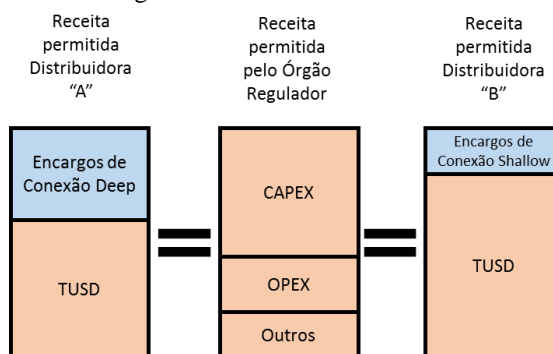 Receita
permitida
Distribuidora
“A”
Receita
permitida
pelo Órgão
Regulador
Receita
permitida
Distribuidora
“B”
Encargos de
Conexão Deep
TUSD
CAPEX
OPEX
Outros
Encargos de
Conexão Shallow
TUSD